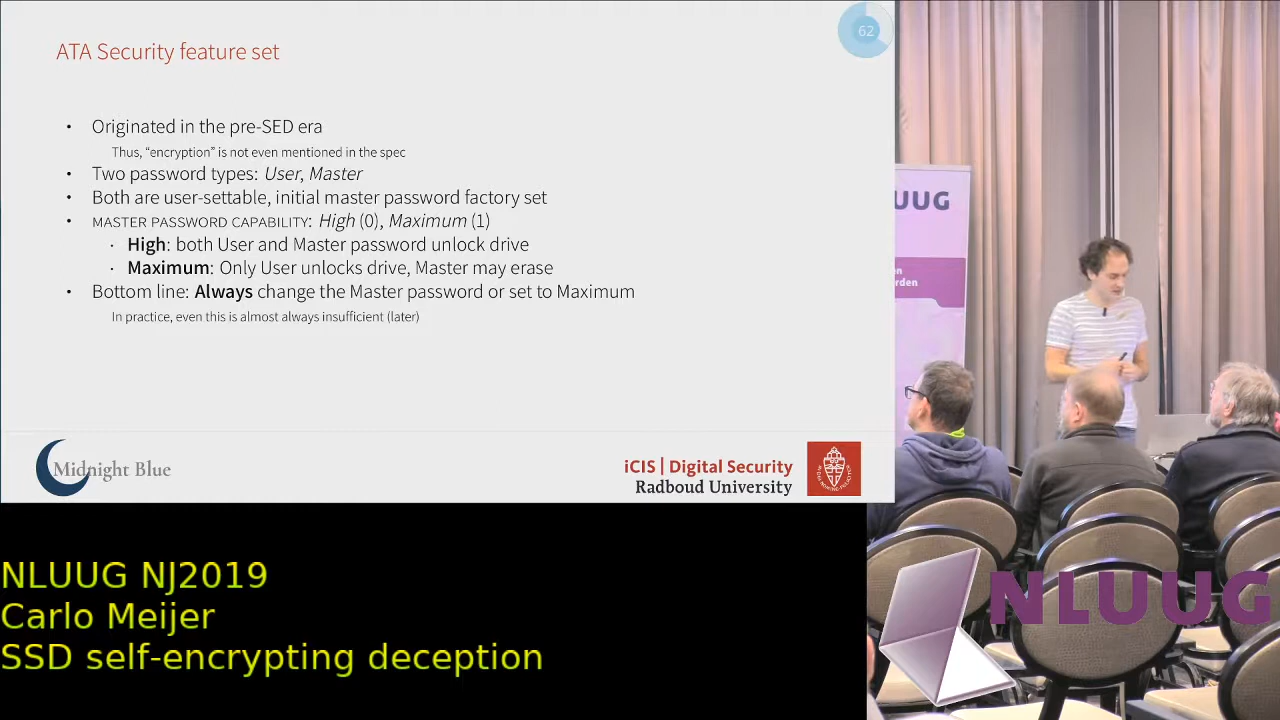 ATA Security feature set
62
• Originated in the pre-SED era
Thus, “encryption” is not even mentioned in the spec
• Two password types: User, Master
• Both are user-settable, initial master password factory set
• MASTER PASSWORD CAPABILITY: High (0), Maximum (1)
· High: both User and Master password unlock drive
· Maximum: Only User unlocks drive, Master may erase
• Bottom line: Always change the Master password or set to Maximum
In practice, even this is almost always insufficient (later)
Midnight Blue
iCIS | Digital Security
Radboud University
UUG
en
rden
NLUUG NJ2019
Carlo Meijer
SSD self-encrypting deception
NLUUG